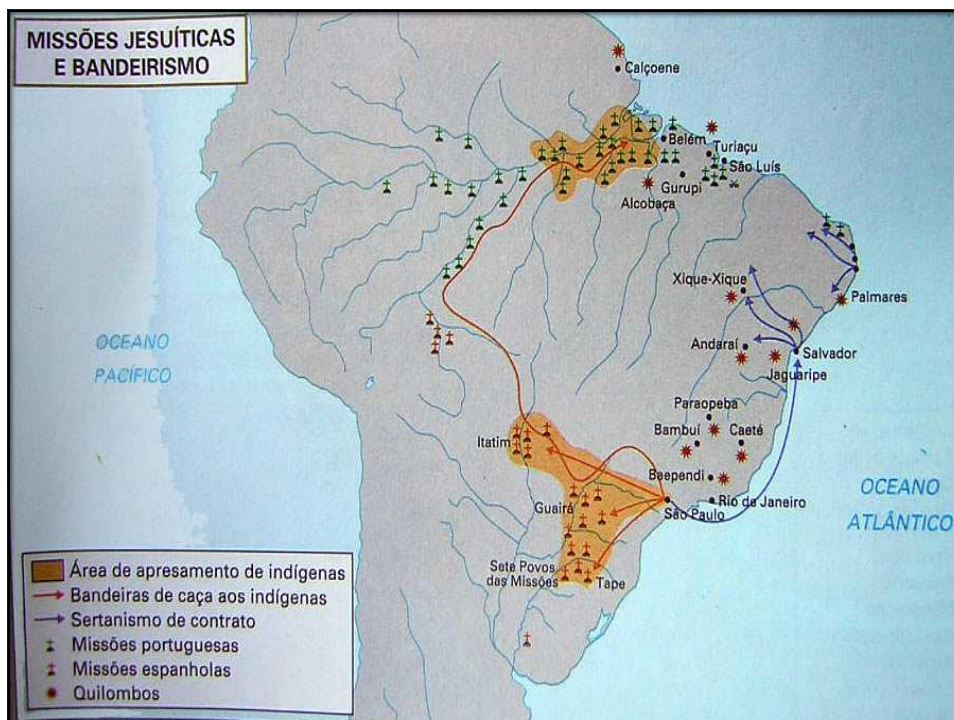 MISSÕES JESUÍTICAS
E BANDEIRISMO
Calçoene
Belém
Turiaçu
São Luís
Gurupi
Alcobaça
Xique-Xique
Palmares
OCEANO
PACÍFICO
Andaraí
Salvador
Jaguaripe
Paraopeba
Itatim
Bambuí
Caeté
Baependi
Guairá
São Paulo
Rio da Janeiro
OCEANO
ATLÂNTICO
Sete Povos
das Missões
Tape
Área de apresamento de indígenas
Bandeiras de caça aos indígenas
Sertanismo de contrato
Missões portuguesas
Missões espanholas
Quilombos